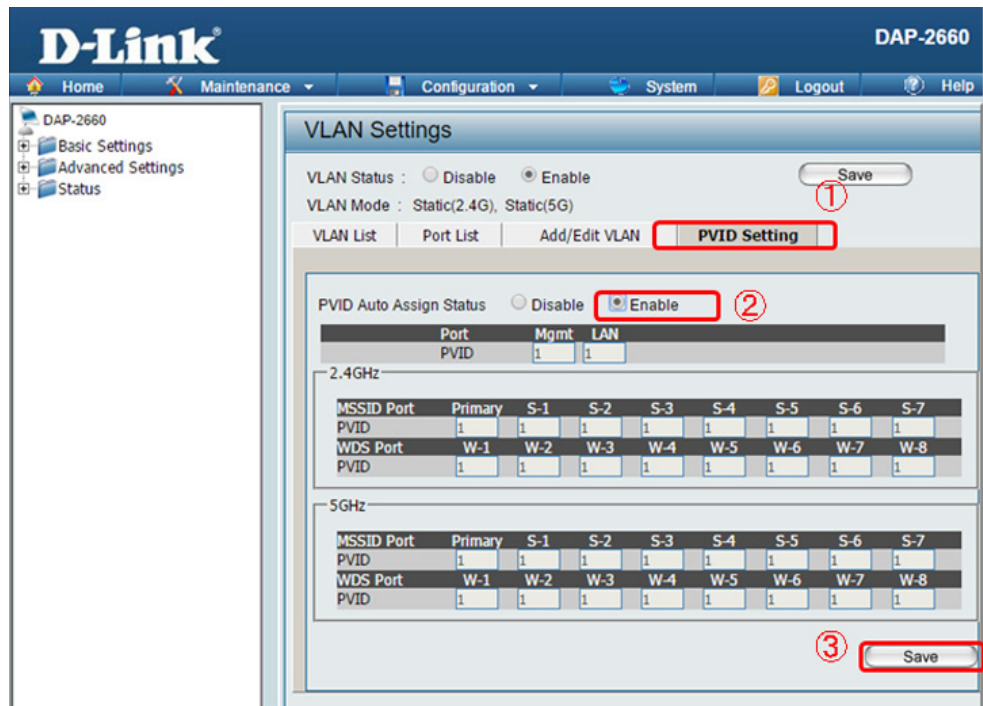 D-Link
DAP-2660
Home Maintenance Configuration System Logout Help
DAP-2660
Basic Settings
Advanced Settings
Status
VLAN Settings
VLAN Status : Disable Enable Save
①
VLAN Mode : Static(2.4G), Static(5G)
VLAN List Port List Add/Edit VLAN PVID Setting
PVID Auto Assign Status Disable Enable ②
Port Mgmt LAN
PVID 1 1
2.4GHz
MSSID Port Primary S-1 S-2 S-3 S-4 S-5 S-6 S-7
PVID 1 1 1 1 1 1 1 1
WDS Port W-1 W-2 W-3 W-4 W-5 W-6 W-7 W-8
PVID 1 1 1 1 1 1 1 1
5GHz
MSSID Port Primary S-1 S-2 S-3 S-4 S-5 S-6 S-7
PVID 1 1 1 1 1 1 1 1
WDS Port W-1 W-2 W-3 W-4 W-5 W-6 W-7 W-8
PVID 1 1 1 1 1 1 1 1
③ Save